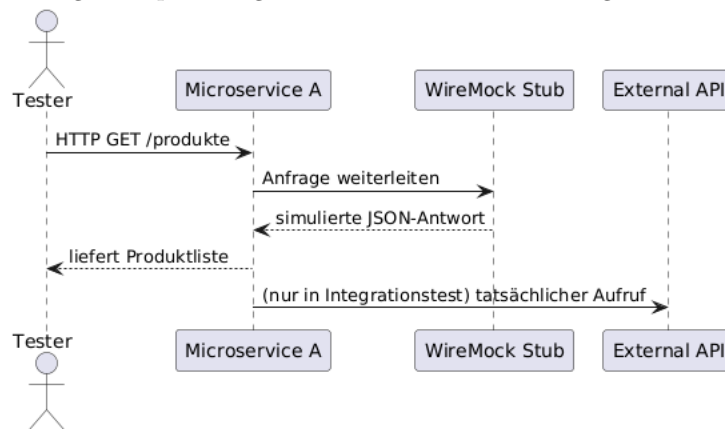 Tester
Microservice A
WireMock Stub
External API
HTTP GET /produkte
Anfrage weiterleiten
simulierte JSON-Antwort
liefert Produktliste
(nur in Integrationstest) tatsächlicher Aufruf
Tester
Microservice A
WireMock Stub
External API